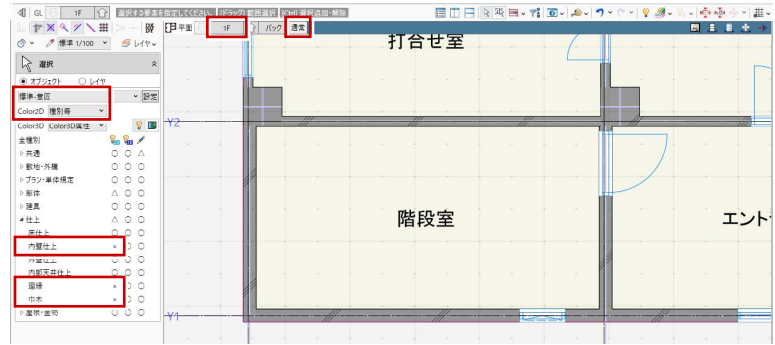 GL 1F 選択する要素を指定してください。 [ドラッグ]:範囲選択 [Ctrl]:選択追加・解除
標準 1/100 レイヤ
平面 1F バック 通常
選択
オブジェクト レイヤ
標準-意匠 設定
Color2D 種別毎
Color3D Color3D属性
全種別
共通 ○ ○ △
敷地・外構 ○ ○ ○
プラン・単体規定 ○ ○ ○
躯体 △ ○ ○
建具 ○ ○ ○
仕上 △ ○ ○
床仕上 ○ ○ ○
内壁仕上 × ○ ○
外壁仕上 ○ ○ ○
内部天井仕上 ○ ○ ○
廻縁 × ○ ○
巾木 × ○ ○
屋根・金物 ○ ○ ○
打合せ室
Y2
階段室
エント
Y1